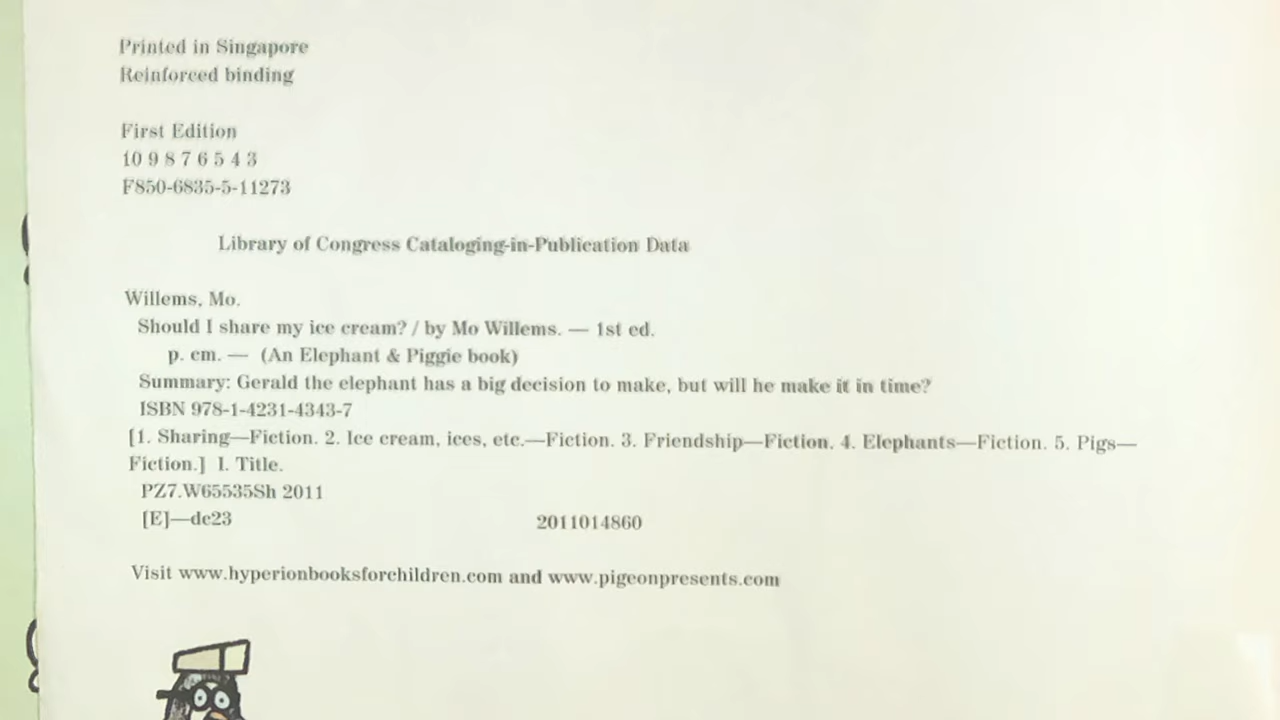 Printed in Singapore
Reinforced binding
First Edition
10 9 8 7 6 5 4 3
F850-6835-5-11273
Library of Congress Cataloging-in-Publication Data
Willems, Mo.
Should I share my ice cream? / by Mo Willems. — 1st ed.
p. cm. — (An Elephant & Piggie book)
Summary: Gerald the elephant has a big decision to make, but will he make it in time?
ISBN 978-1-4231-4343-7
[1. Sharing—Fiction. 2. Ice cream, ices, etc.—Fiction. 3. Friendship—Fiction. 4. Elephants—Fiction. 5. Pigs—
Fiction.] I. Title.
PZ7.W65535Sh 2011
[E]—dc23 2011014860
Visit www.hyperionbooksforchildren.com and www.pigeonpresents.com